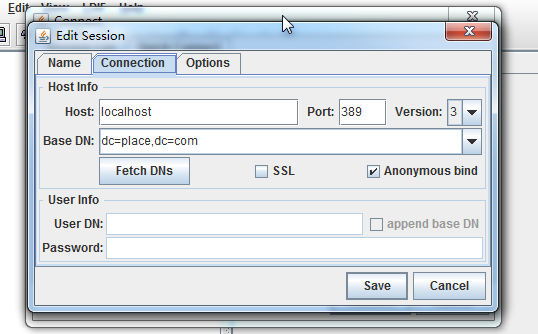 Edit View LDIF Help
Connect
Edit Session
Name Connection Options
Host Info
Host: localhost Port: 389 Version: 3
Base DN: dc=place,dc=com
Fetch DNs SSL Anonymous bind
User Info
User DN: append base DN
Password:
Save Cancel